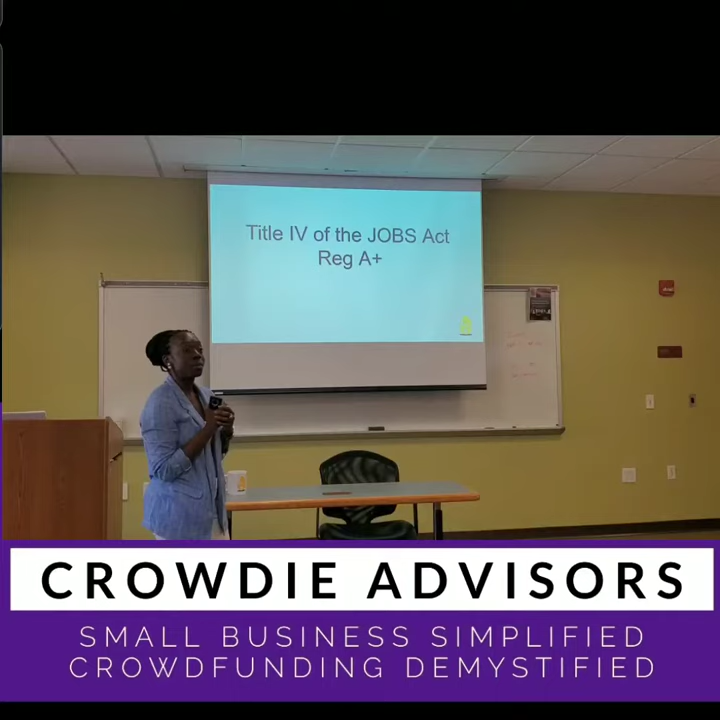 Title IV of the JOBS Act
Reg A+
CROWDIE ADVISORS
SMALL BUSINESS SIMPLIFIED
CROWDFUNDING DEMYSTIFIED